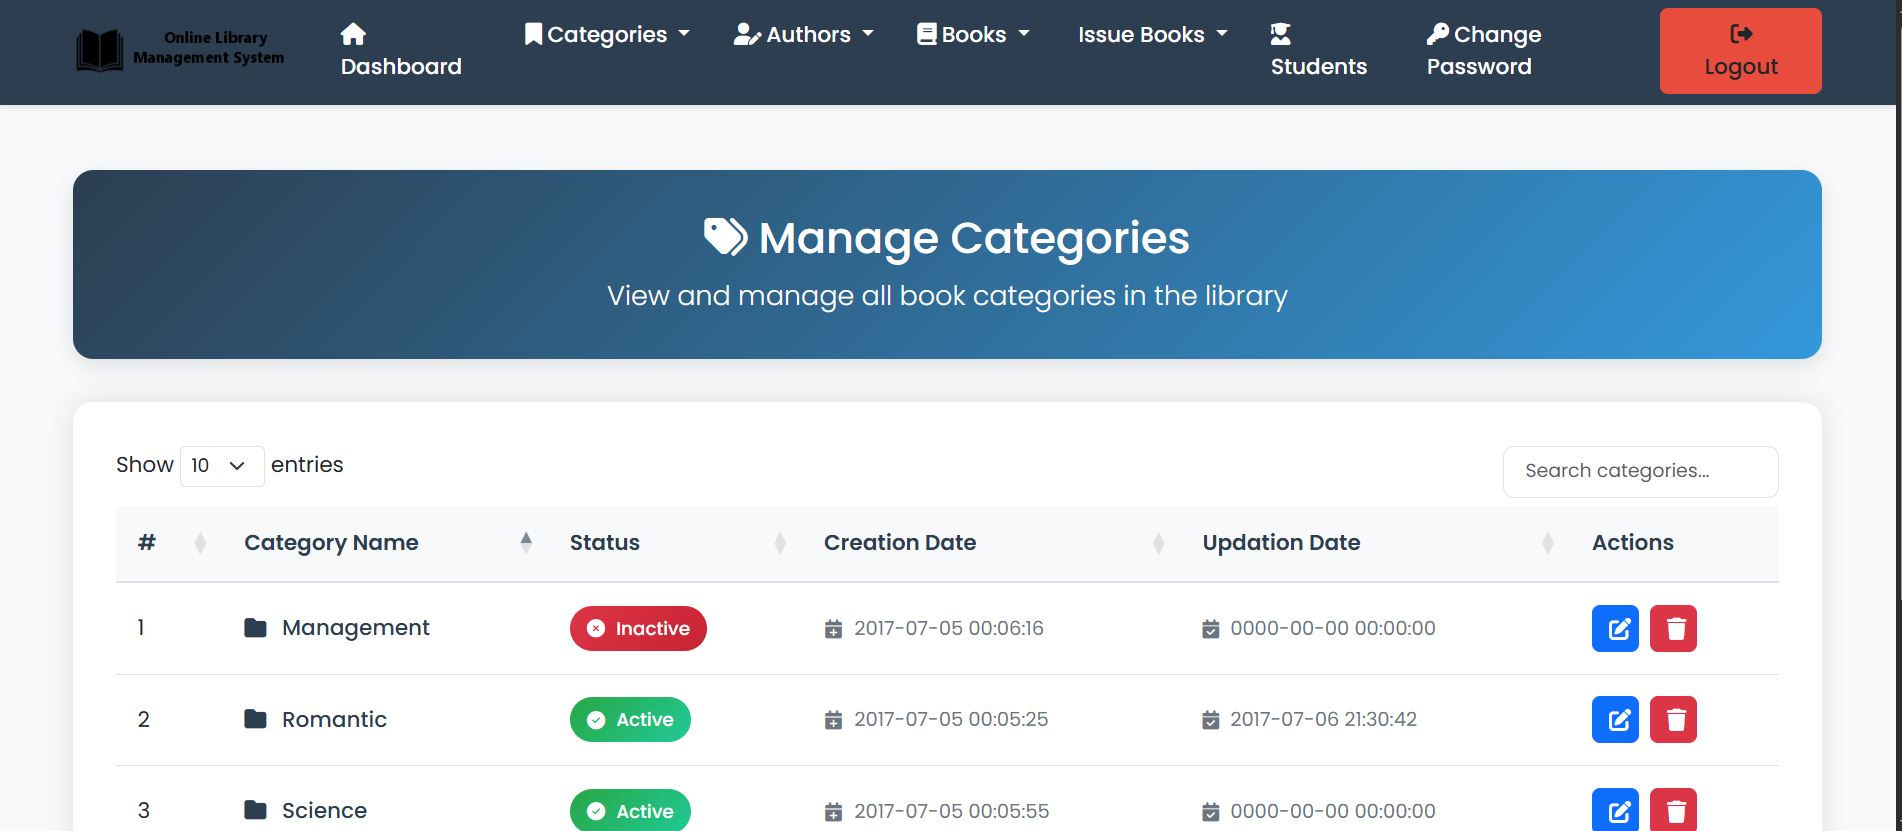 Online Library
Management System
Dashboard
Categories
Authors
Books
Issue Books
Students
Change
Password
Logout
Manage Categories
View and manage all book categories in the library
Show 10 entries
Search categories...
# Category Name Status Creation Date Updation Date Actions
1 Management Inactive 2017-07-05 00:06:16 0000-00-00 00:00:00
2 Romantic Active 2017-07-05 00:05:25 2017-07-06 21:30:42
3 Science Active 2017-07-05 00:05:55 0000-00-00 00:00:00